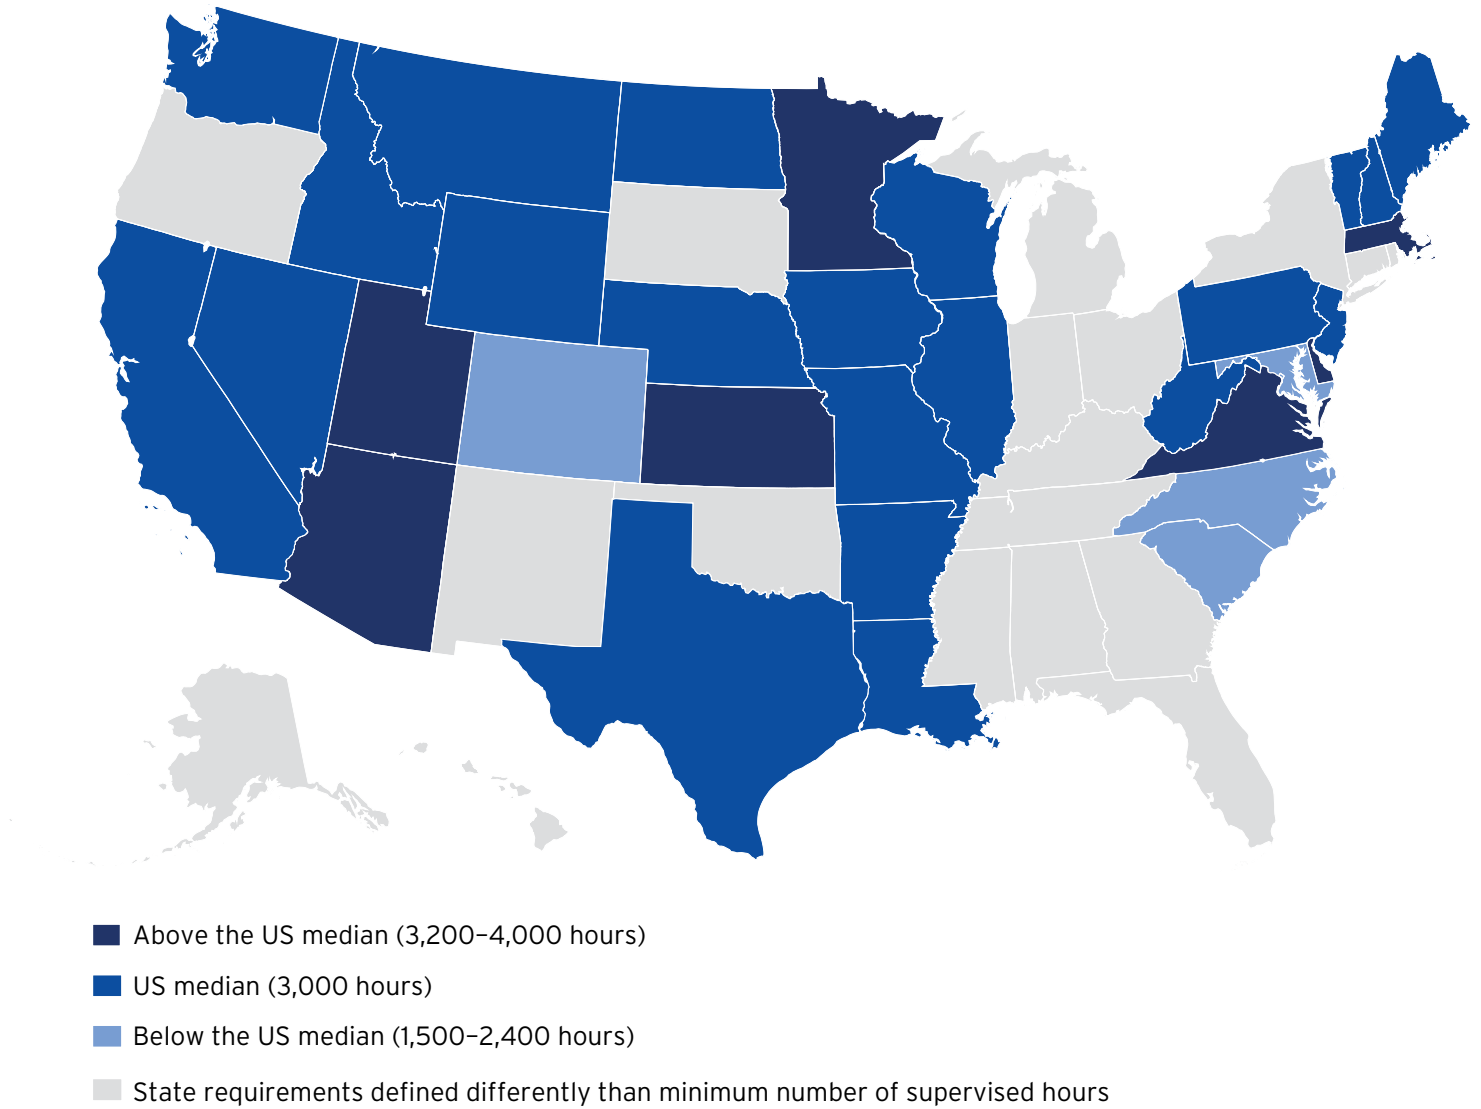 Above the US median (3,200–4,000 hours)
US median (3,000 hours)
Below the US median (1,500–2,400 hours)
State requirements defined differently than minimum number of supervised hours